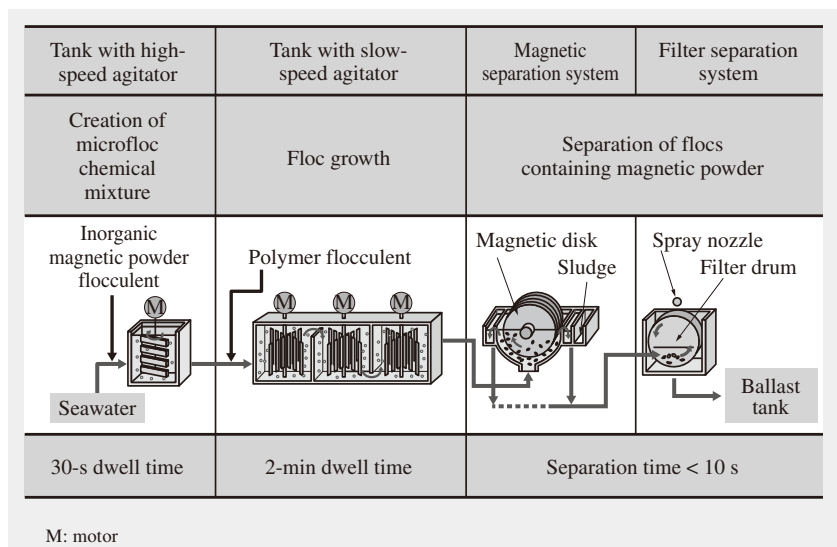 Tank with high-
speed agitator
Tank with slow-
speed agitator
Magnetic
separation system
Filter separation
system
Creation of
microfloc
chemical
mixture
Floc growth
Separation of flocs
containing magnetic powder
Inorganic
magnetic powder
flocculent
M
Seawater
Polymer flocculent
M M M
Magnetic disk
Sludge
Spray nozzle
Filter drum
Ballast
tank
30-s dwell time
2-min dwell time
Separation time < 10 s
M: motor